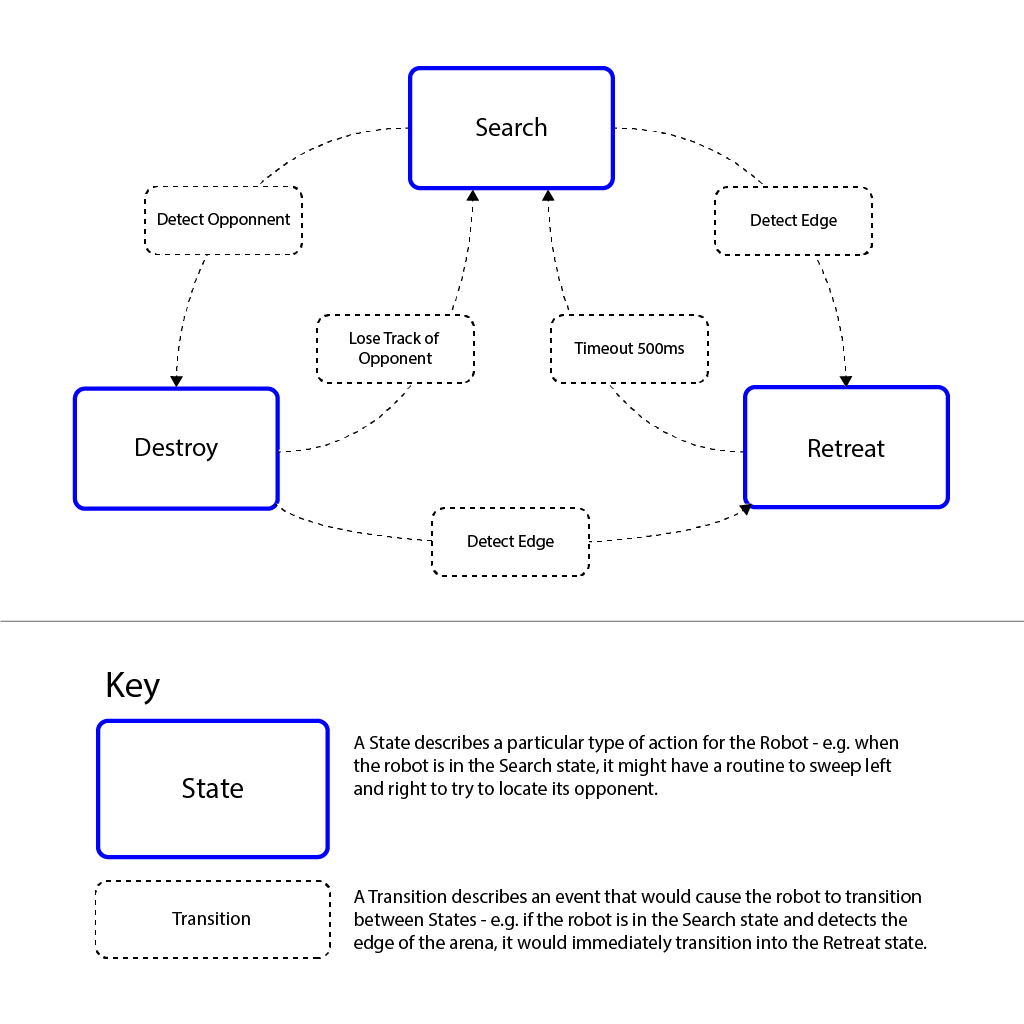 Search
Detect Opponnent
Detect Edge
Lose Track of
Opponent
Timeout 500ms
Destroy
Retreat
Detect Edge
Key
State
A State describes a particular type of action for the Robot - e.g. when
the robot is in the Search state, it might have a routine to sweep left
and right to try to locate its opponent.
Transition
A Transition describes an event that would cause the robot to transition
between States - e.g. if the robot is in the Search state and detects the
edge of the arena, it would immediately transition into the Retreat state.